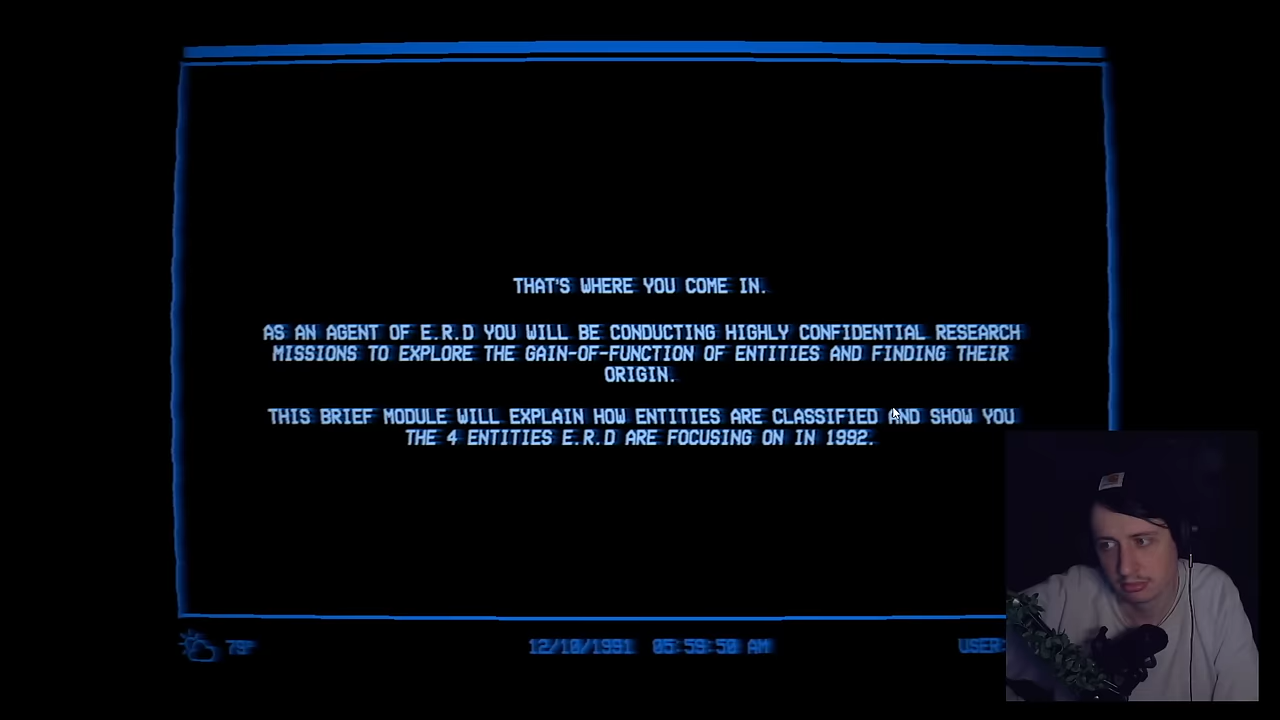 THAT'S WHERE YOU COME IN.
AS AN AGENT OF E.R.D YOU WILL BE CONDUCTING HIGHLY CONFIDENTIAL RESEARCH
MISSIONS TO EXPLORE THE GAIN-OF-FUNCTION OF ENTITIES AND FINDING THEIR
ORIGIN.
THIS BRIEF MODULE WILL EXPLAIN HOW ENTITIES ARE CLASSIFIED AND SHOW YOU
THE 4 ENTITIES E.R.D ARE FOCUSING ON IN 1992.
79° 12/10/1991 05:59:50 AM USER: